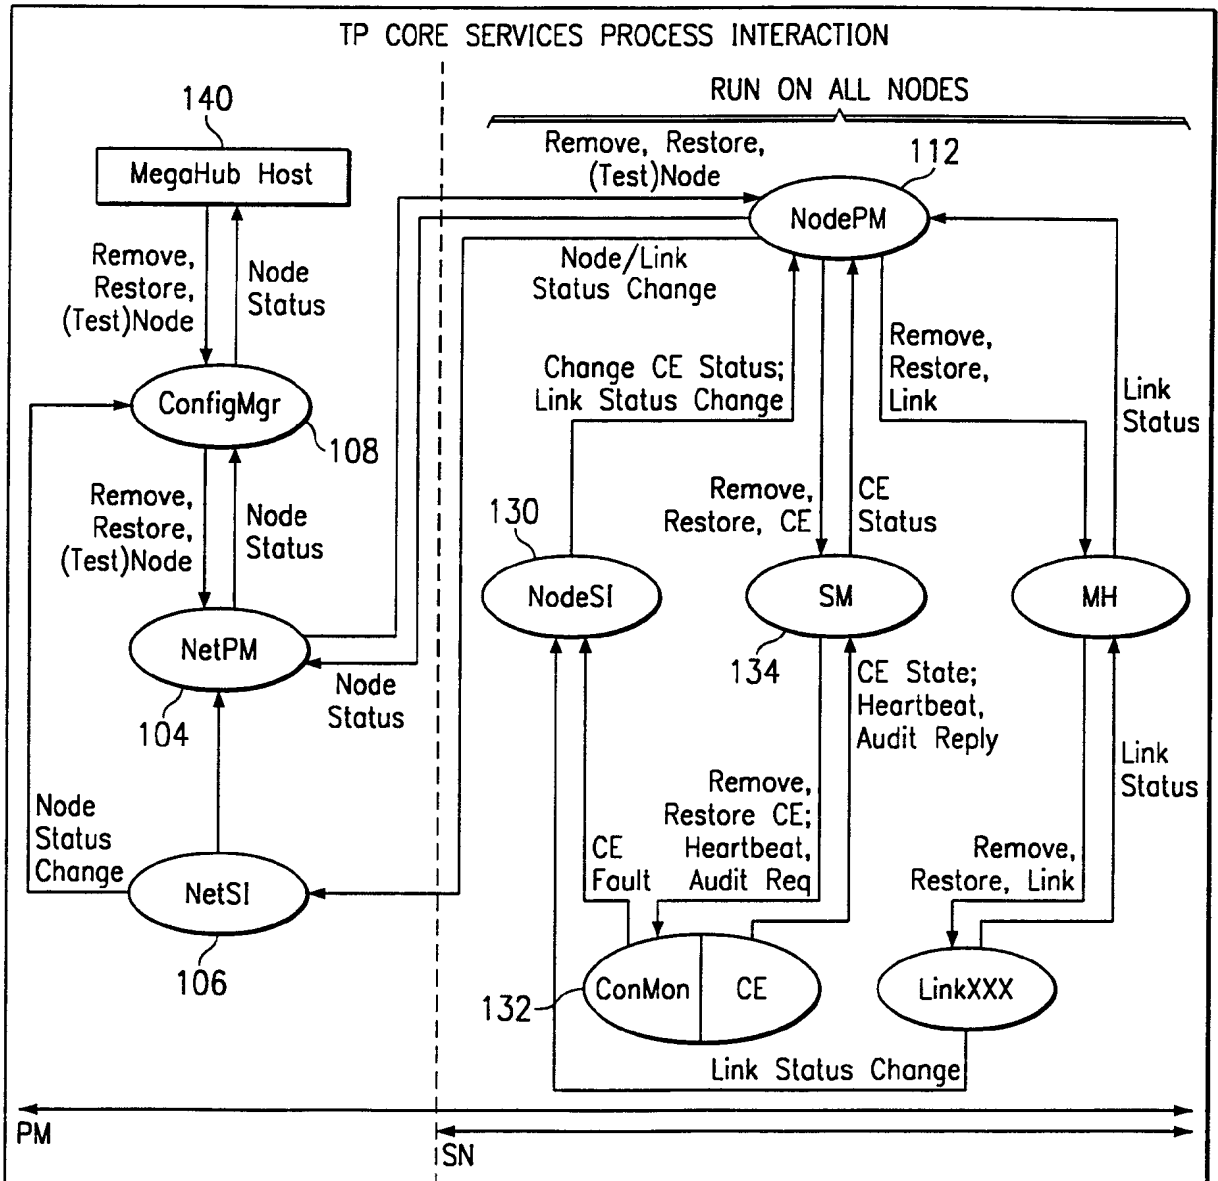 TP CORE SERVICES PROCESS INTERACTION
RUN ON ALL NODES
140
MegaHub Host
Remove,
Restore,
(Test)Node
Node
Status
ConfigMgr
108
Remove,
Restore,
(Test)Node
Node
Status
NetPM
104
Node
Status
Node
Status
Change
NetSI
106
Remove, Restore,
(Test)Node
112
NodePM
Node/Link
Status Change
Change CE Status;
Link Status Change
Remove,
Restore,
Link
Link
Status
130
NodeSI
Remove,
Restore, CE
CE
Status
SM
134
MH
CE State;
Heartbeat,
Audit Reply
Remove,
Restore CE;
Heartbeat,
Audit Req
CE
Fault
Link
Status
Remove,
Restore, Link
ConMon
CE
132
LinkXXX
Link Status Change
PM
SN